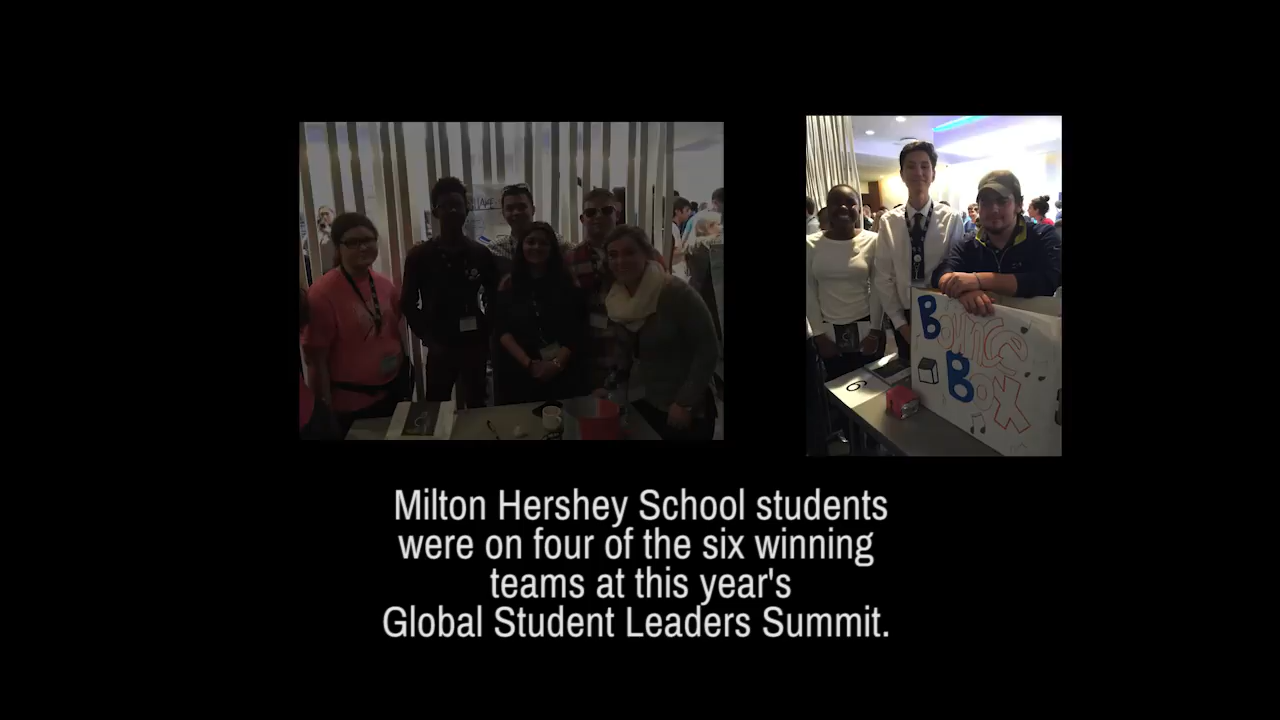 Bounce
Box
6
Milton Hershey School students
were on four of the six winning
teams at this year's
Global Student Leaders Summit.